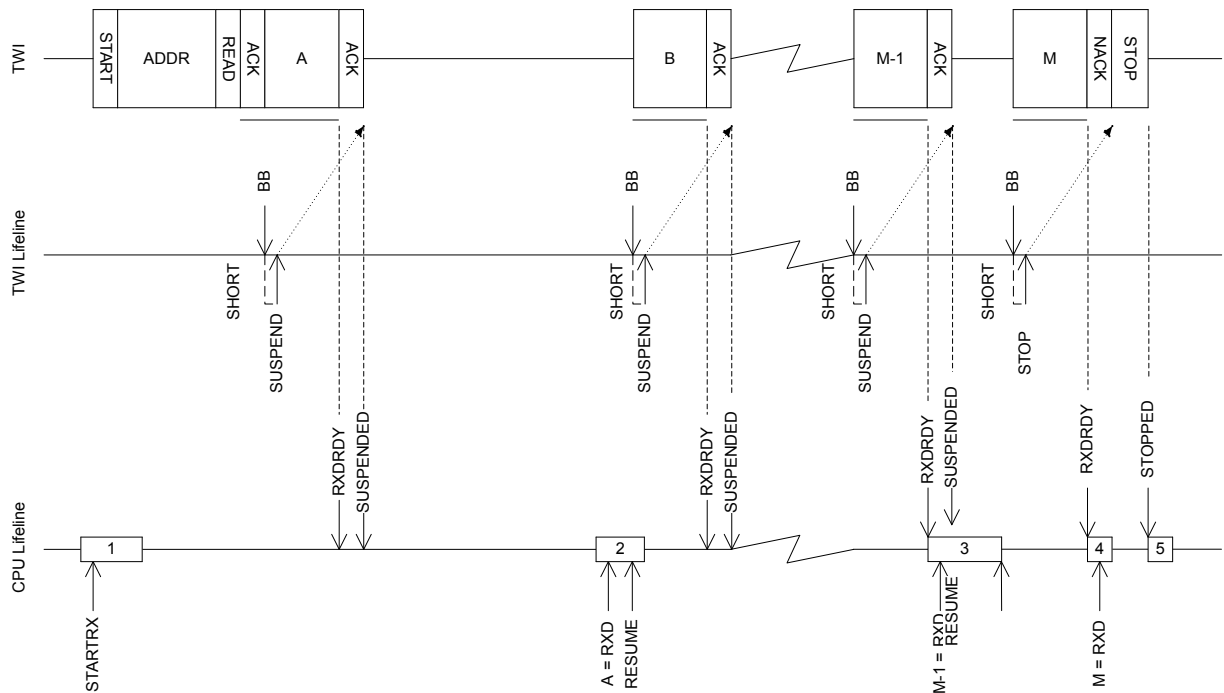 TWI
START
ADDR
READ
ACK
A
ACK
B
ACK
M-1
ACK
M
NACK
STOP
TWI Lifeline
BB
SHORT
SUSPEND
BB
SHORT
SUSPEND
BB
SHORT
SUSPEND
BB
SHORT
STOP
RXDRDY
SUSPENDED
RXDRDY
SUSPENDED
RXDRDY
SUSPENDED
RXDRDY
STOPPED
CPU Lifeline
1
2
3
4
5
STARTRX
A = RXD
RESUME
M-1 = RXD
RESUME
M = RXD